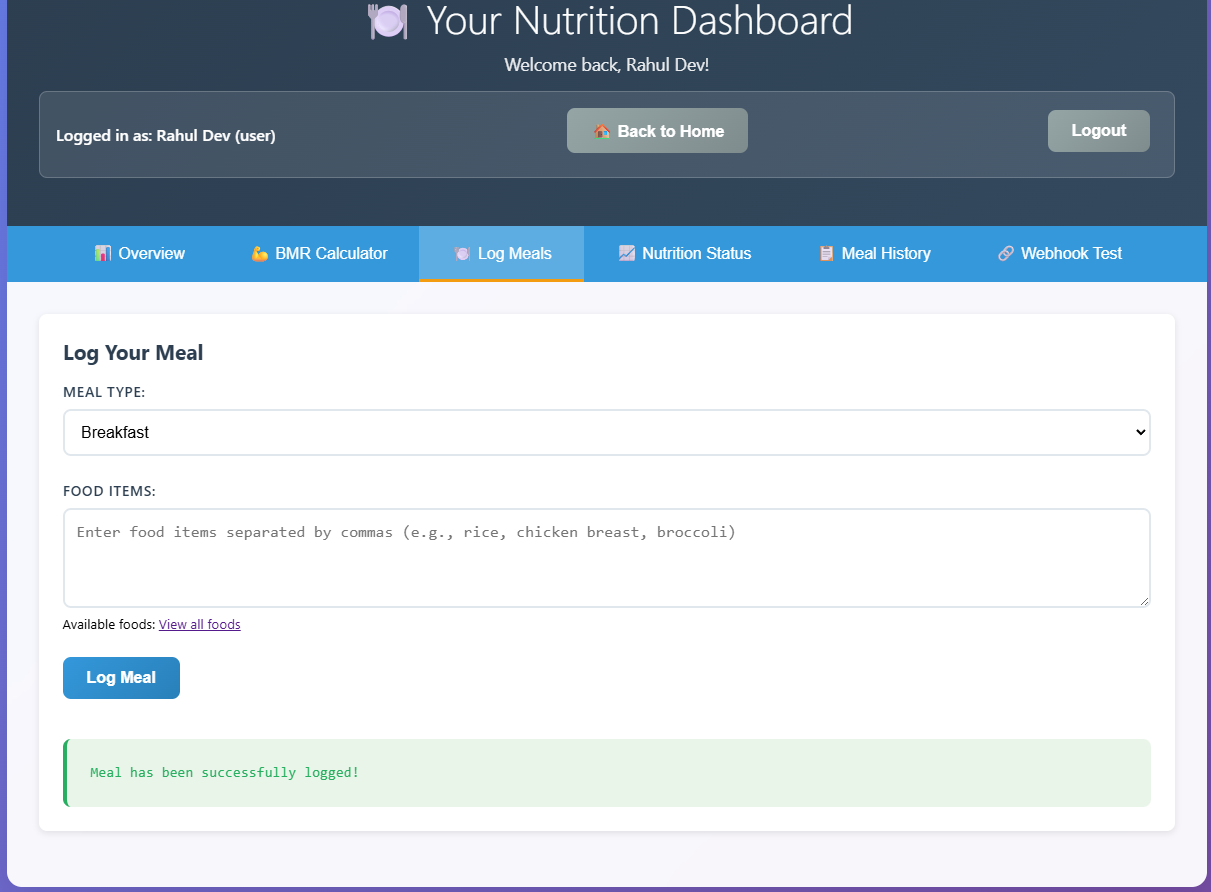 Your Nutrition Dashboard
Welcome back, Rahul Dev!
Logged in as: Rahul Dev (user)
Back to Home
Logout
Overview
BMR Calculator
Log Meals
Nutrition Status
Meal History
Webhook Test
Log Your Meal
MEAL TYPE:
Breakfast
FOOD ITEMS:
Enter food items separated by commas (e.g., rice, chicken breast, broccoli)
Available foods: View all foods
Log Meal
Meal has been successfully logged!